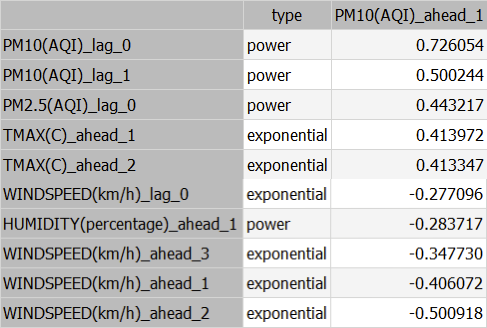 type PM10(AQI)_ahead_1
PM10(AQI)_lag_0 power 0.726054
PM10(AQI)_lag_1 power 0.500244
PM2.5(AQI)_lag_0 power 0.443217
TMAX(C)_ahead_1 exponential 0.413972
TMAX(C)_ahead_2 exponential 0.413347
WINDSPEED(km/h)_lag_0 exponential -0.277096
HUMIDITY(percentage)_ahead_1 power -0.283717
WINDSPEED(km/h)_ahead_3 exponential -0.347730
WINDSPEED(km/h)_ahead_1 exponential -0.406072
WINDSPEED(km/h)_ahead_2 exponential -0.500918